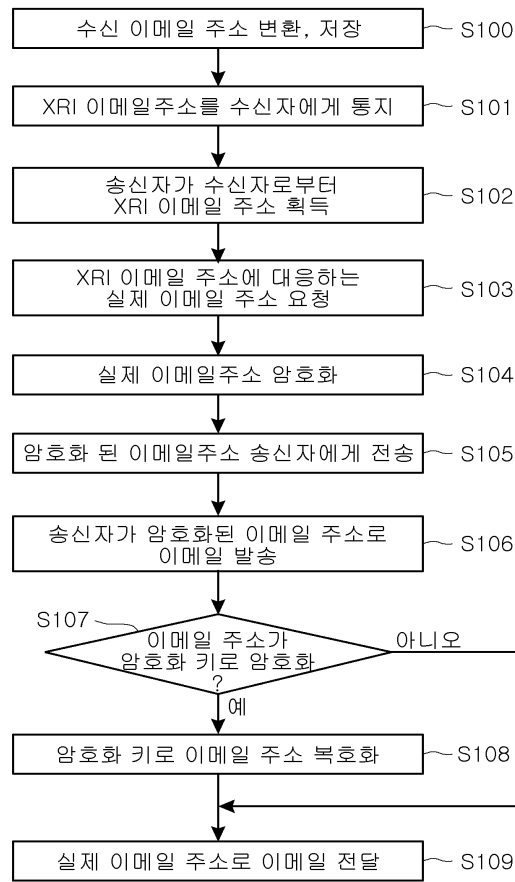 수신 이메일 주소 변환, 저장
S100
XRI 이메일주소를 수신자에게 통지
S101
송신자가 수신자로부터
XRI 이메일 주소 획득
S102
XRI 이메일 주소에 대응하는
실제 이메일 주소 요청
S103
실제 이메일주소 암호화
S104
암호화 된 이메일주소 송신자에게 전송
S105
송신자가 암호화된 이메일 주소로
이메일 발송
S106
S107
이메일 주소가
암호화 키로 암호화
?
아니오
예
암호화 키로 이메일 주소 복호화
S108
실제 이메일 주소로 이메일 전달
S109